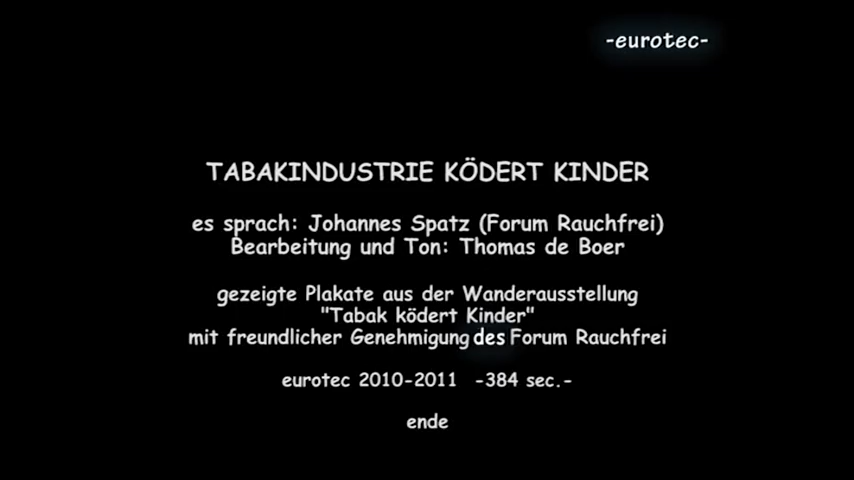 -eurotec-
TABAKINDUSTRIE KÖDERT KINDER
es sprach: Johannes Spatz (Forum Rauchfrei)
Bearbeitung und Ton: Thomas de Boer
gezeigte Plakate aus der Wanderausstellung
"Tabak ködert Kinder"
mit freundlicher Genehmigung des Forum Rauchfrei
eurotec 2010-2011 -384 sec.-
ende